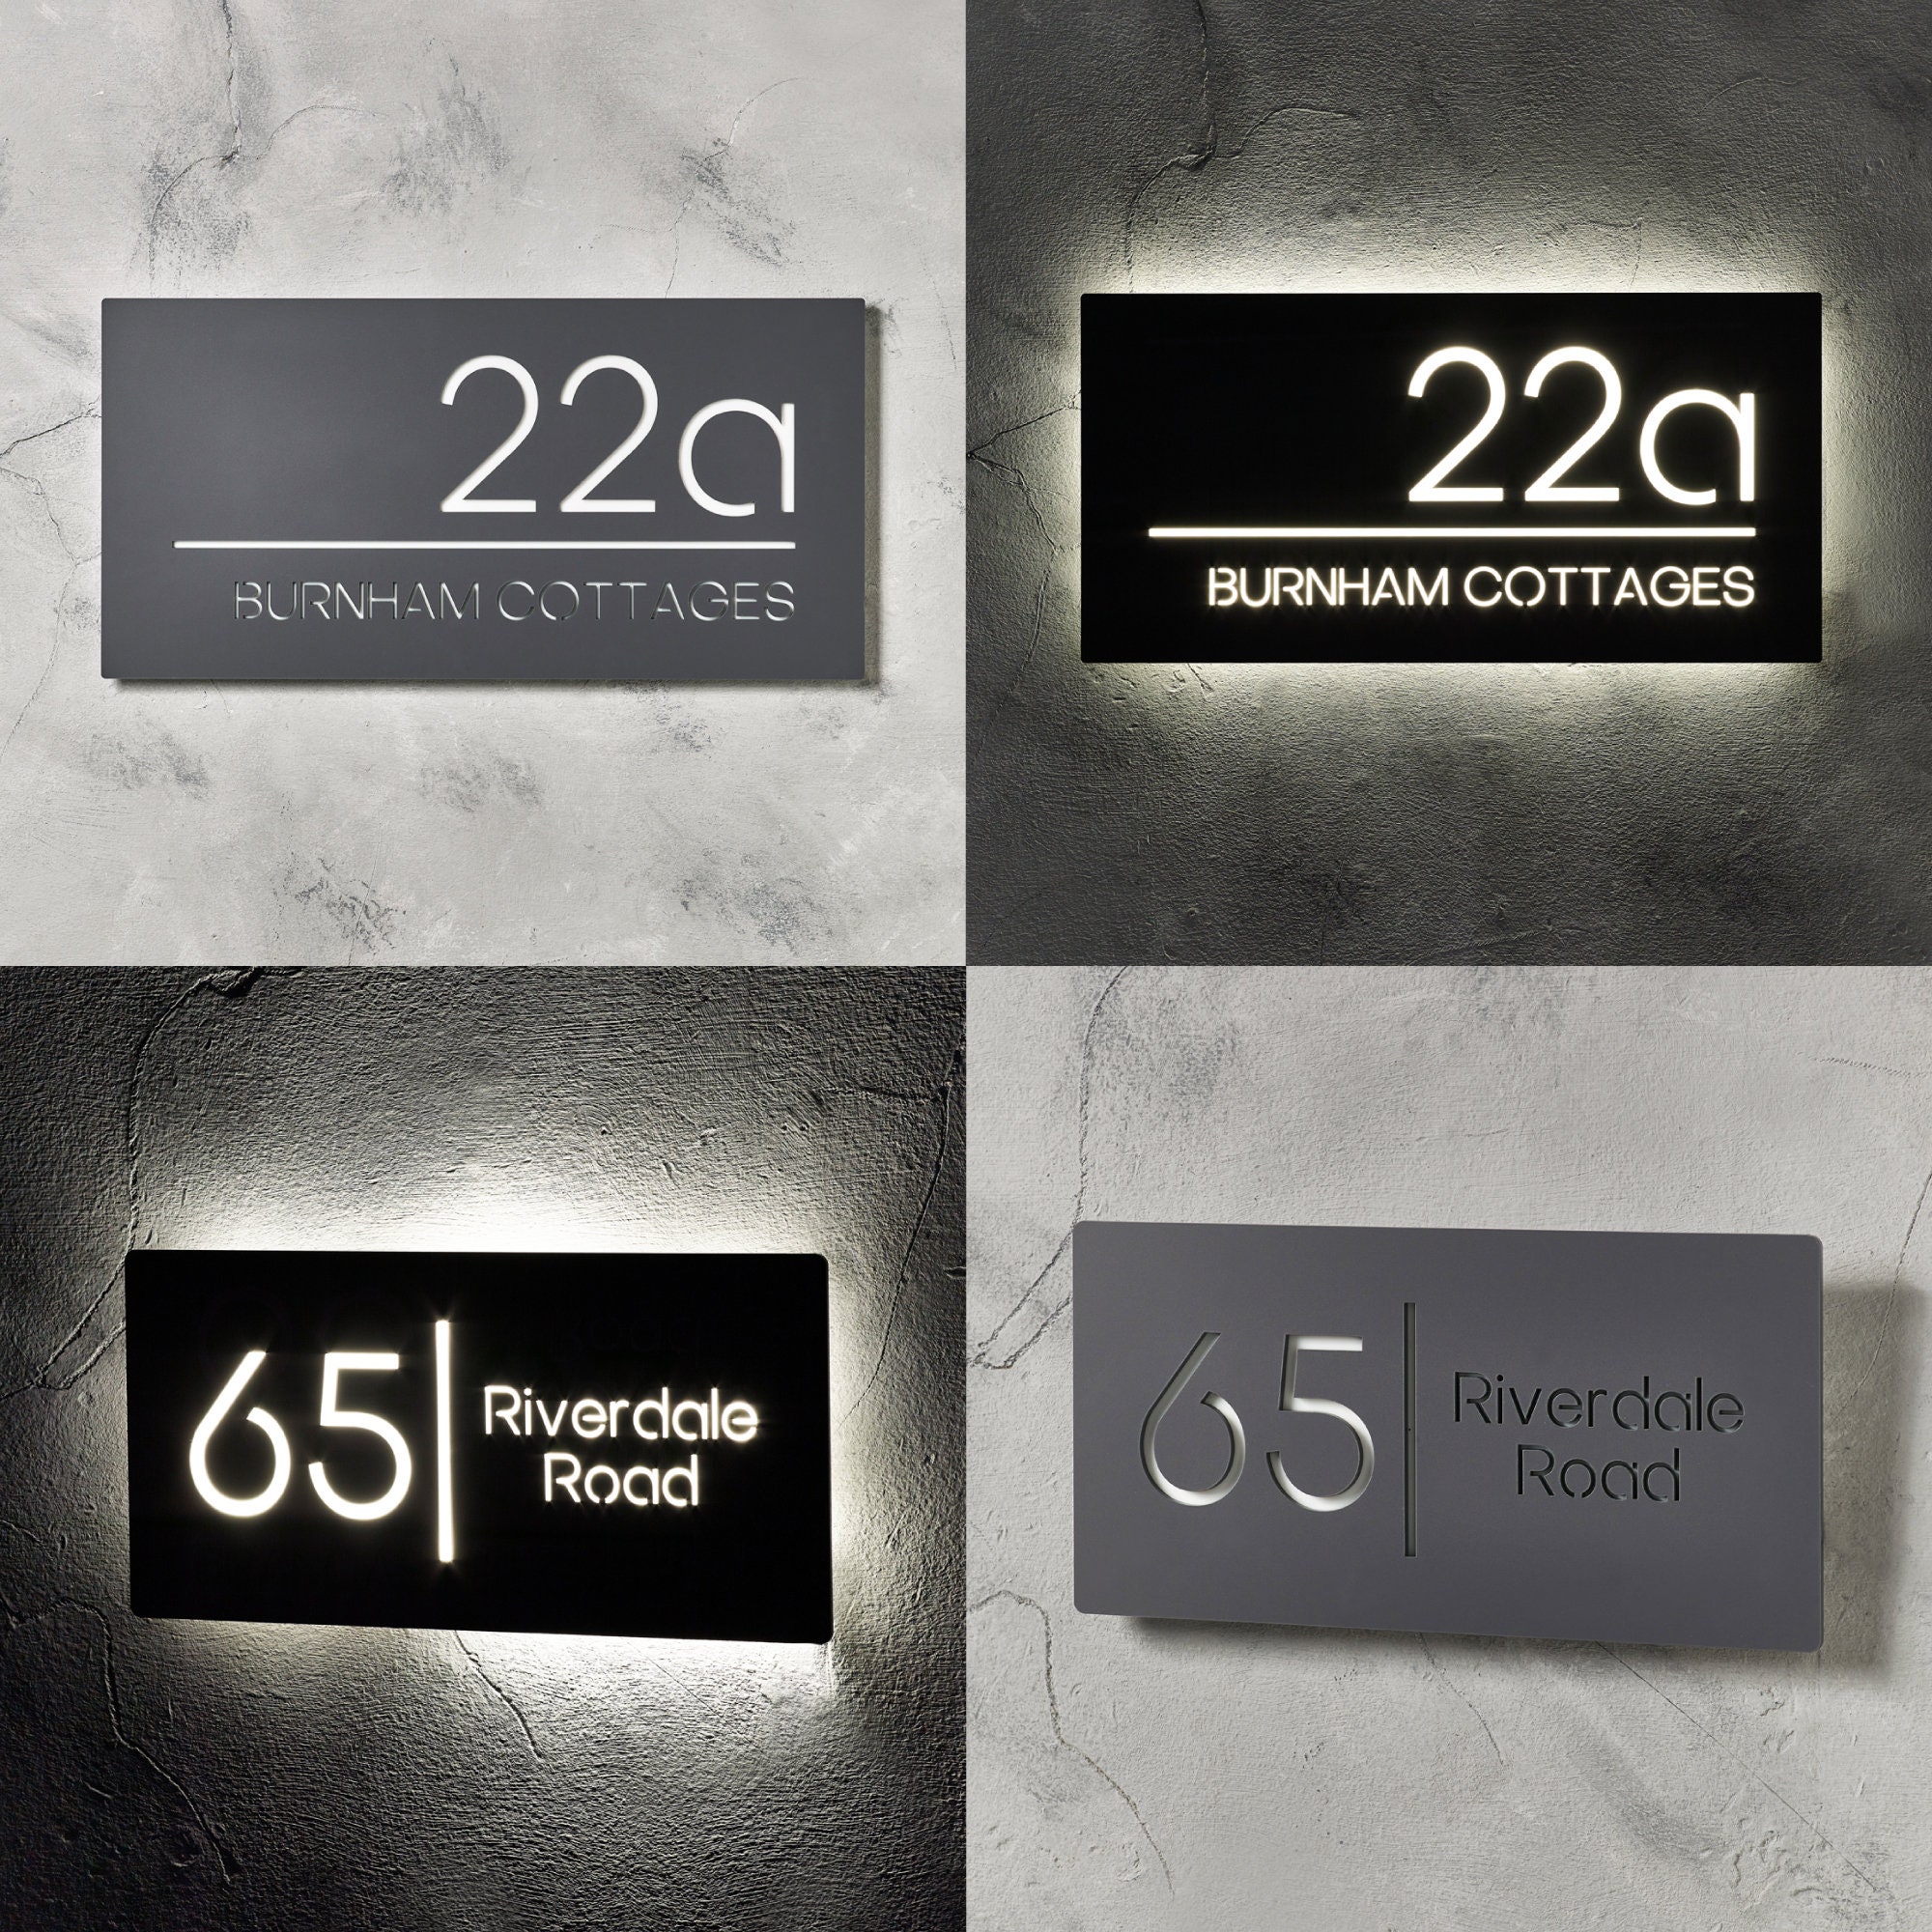 22a
BURNHAM COTTAGES
22a
BURNHAM COTTAGES
65
Riverdale
Road
65
Riverdale
Road